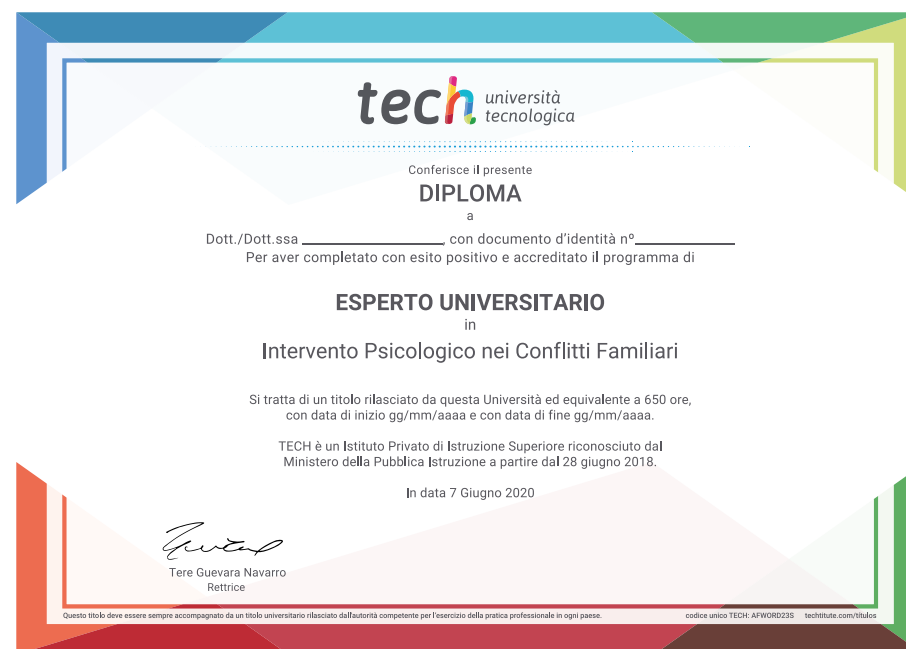 tech università
tecnologica
Conferisce il presente
DIPLOMA
a
Dott./Dott.ssa ____________________, con documento d'identità nº______________
Per aver completato con esito positivo e accreditato il programma di
ESPERTO UNIVERSITARIO
in
Intervento Psicologico nei Conflitti Familiari
Si tratta di un titolo rilasciato da questa Università ed equivalente a 650 ore,
con data di inizio gg/mm/aaaa e con data di fine gg/mm/aaaa.
TECH è un Istituto Privato di Istruzione Superiore riconosciuto dal
Ministero della Pubblica Istruzione a partire dal 28 giugno 2018.
In data 7 Giugno 2020
Tere Guevara Navarro
Rettrice
Questo titolo deve essere sempre accompagnato da un titolo universitario rilasciato dall'autorità competente per l'esercizio della pratica professionale in ogni paese. codice unico TECH: AFWORD23S techtitute.com/titulos